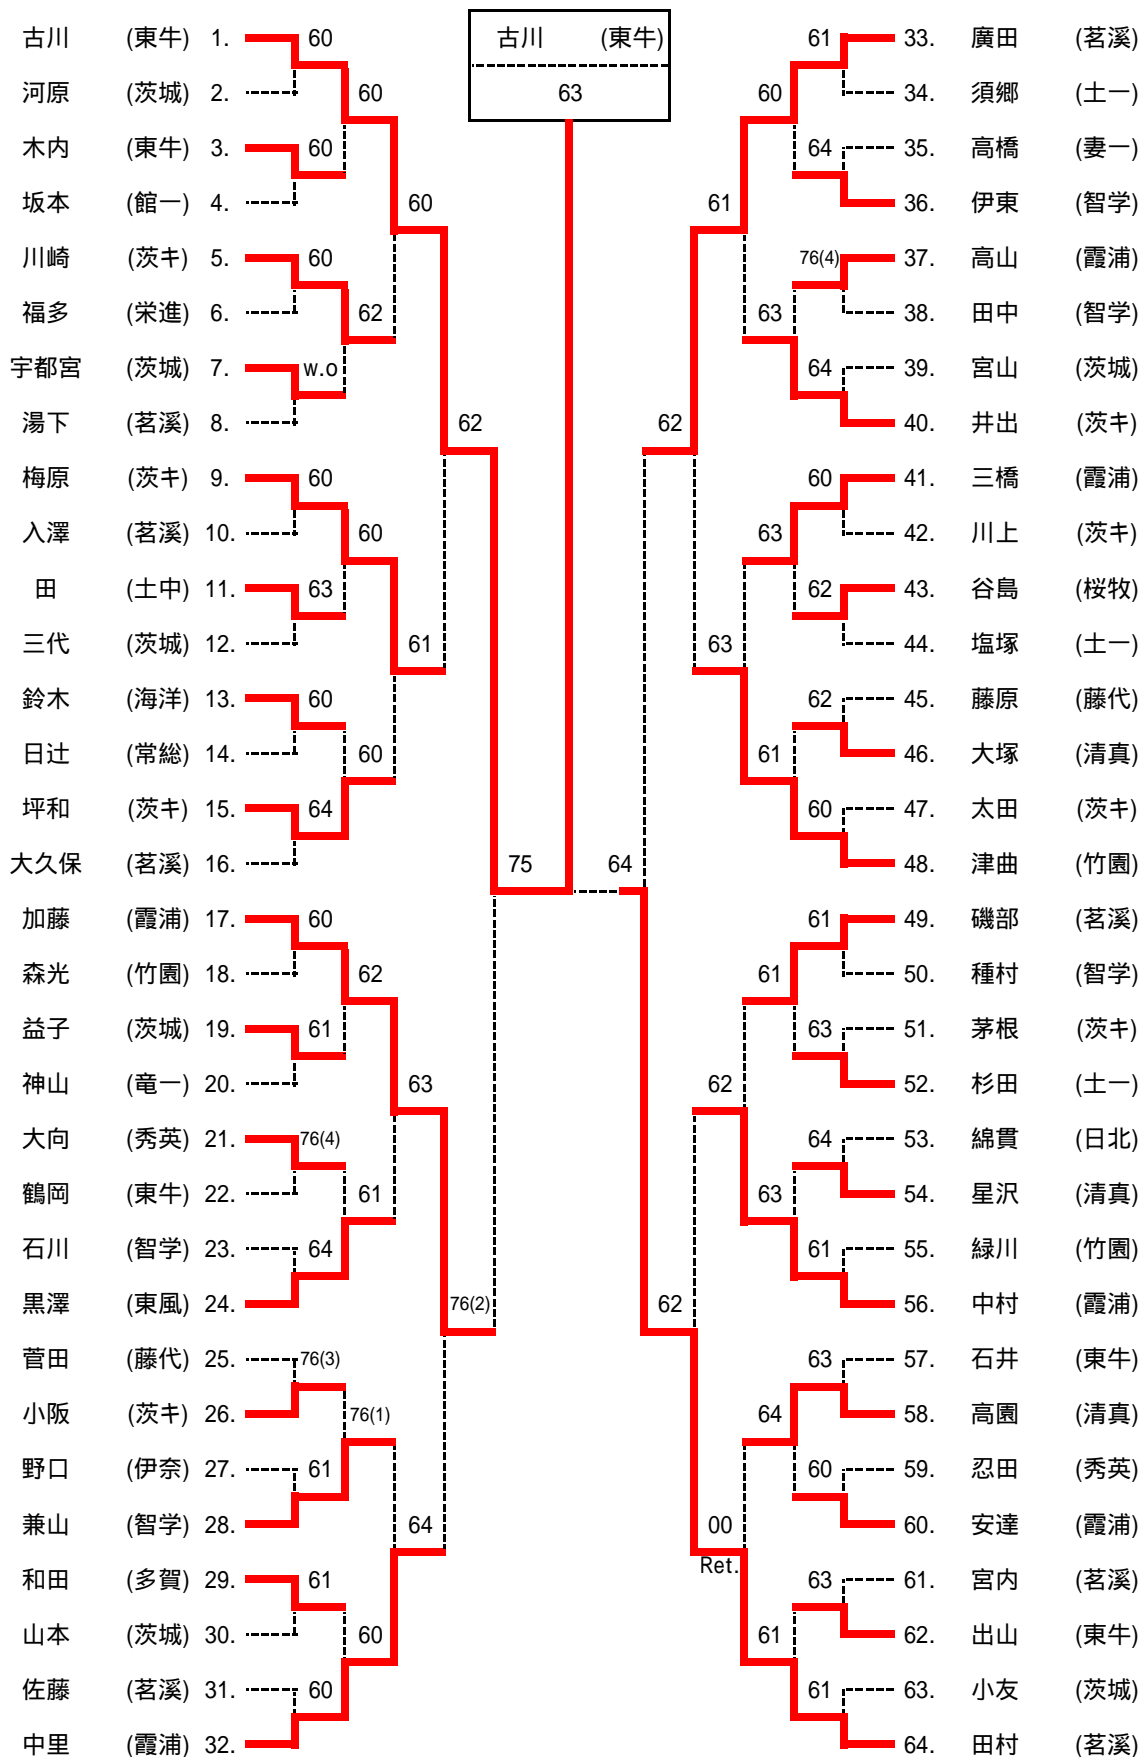 古川 (東牛) 1. 60 古川 (東牛) 61 33. 廣田 (茗溪)
河原 (茨城) 2. 60 63 60 34. 須郷 (土一)
木内 (東牛) 3. 60 64 35. 高橋 (妻一)
坂本 (館一) 4. 60 61 36. 伊東 (智学)
川崎 (茨キ) 5. 60 76(4) 37. 高山 (霞浦)
福多 (栄進) 6. 62 63 38. 田中 (智学)
宇都宮 (茨城) 7. w.o 64 39. 宮山 (茨城)
湯下 (茗溪) 8. 62 62 40. 井出 (茨キ)
梅原 (茨キ) 9. 60 60 41. 三橋 (霞浦)
入澤 (茗溪) 10. 60 63 42. 川上 (茨キ)
田 (土中) 11. 63 62 43. 谷島 (桜牧)
三代 (茨城) 12. 61 63 44. 塩塚 (土一)
鈴木 (海洋) 13. 60 62 45. 藤原 (藤代)
日辻 (常総) 14. 60 61 46. 大塚 (清真)
坪和 (茨キ) 15. 64 60 47. 太田 (茨キ)
大久保 (茗溪) 16. 75 64 48. 津曲 (竹園)
加藤 (霞浦) 17. 60 61 49. 磯部 (茗溪)
森光 (竹園) 18. 62 61 50. 種村 (智学)
益子 (茨城) 19. 61 63 51. 茅根 (茨キ)
神山 (竜一) 20. 63 62 52. 杉田 (土一)
大向 (秀英) 21. 76(4) 64 53. 綿貫 (日北)
鶴岡 (東牛) 22. 61 63 54. 星沢 (清真)
石川 (智学) 23. 64 61 55. 緑川 (竹園)
黒澤 (東風) 24. 76(2) 62 56. 中村 (霞浦)
菅田 (藤代) 25. 76(3) 63 57. 石井 (東牛)
小阪 (茨キ) 26. 76(1) 64 58. 高園 (清真)
野口 (伊奈) 27. 61 60 59. 忍田 (秀英)
兼山 (智学) 28. 64 00 60. 安達 (霞浦)
和田 (多賀) 29. 61 Ret. 63 61. 宮内 (茗溪)
山本 (茨城) 30. 60 61 62. 出山 (東牛)
佐藤 (茗溪) 31. 60 61 63. 小友 (茨城)
中里 (霞浦) 32. 64. 田村 (茗溪)